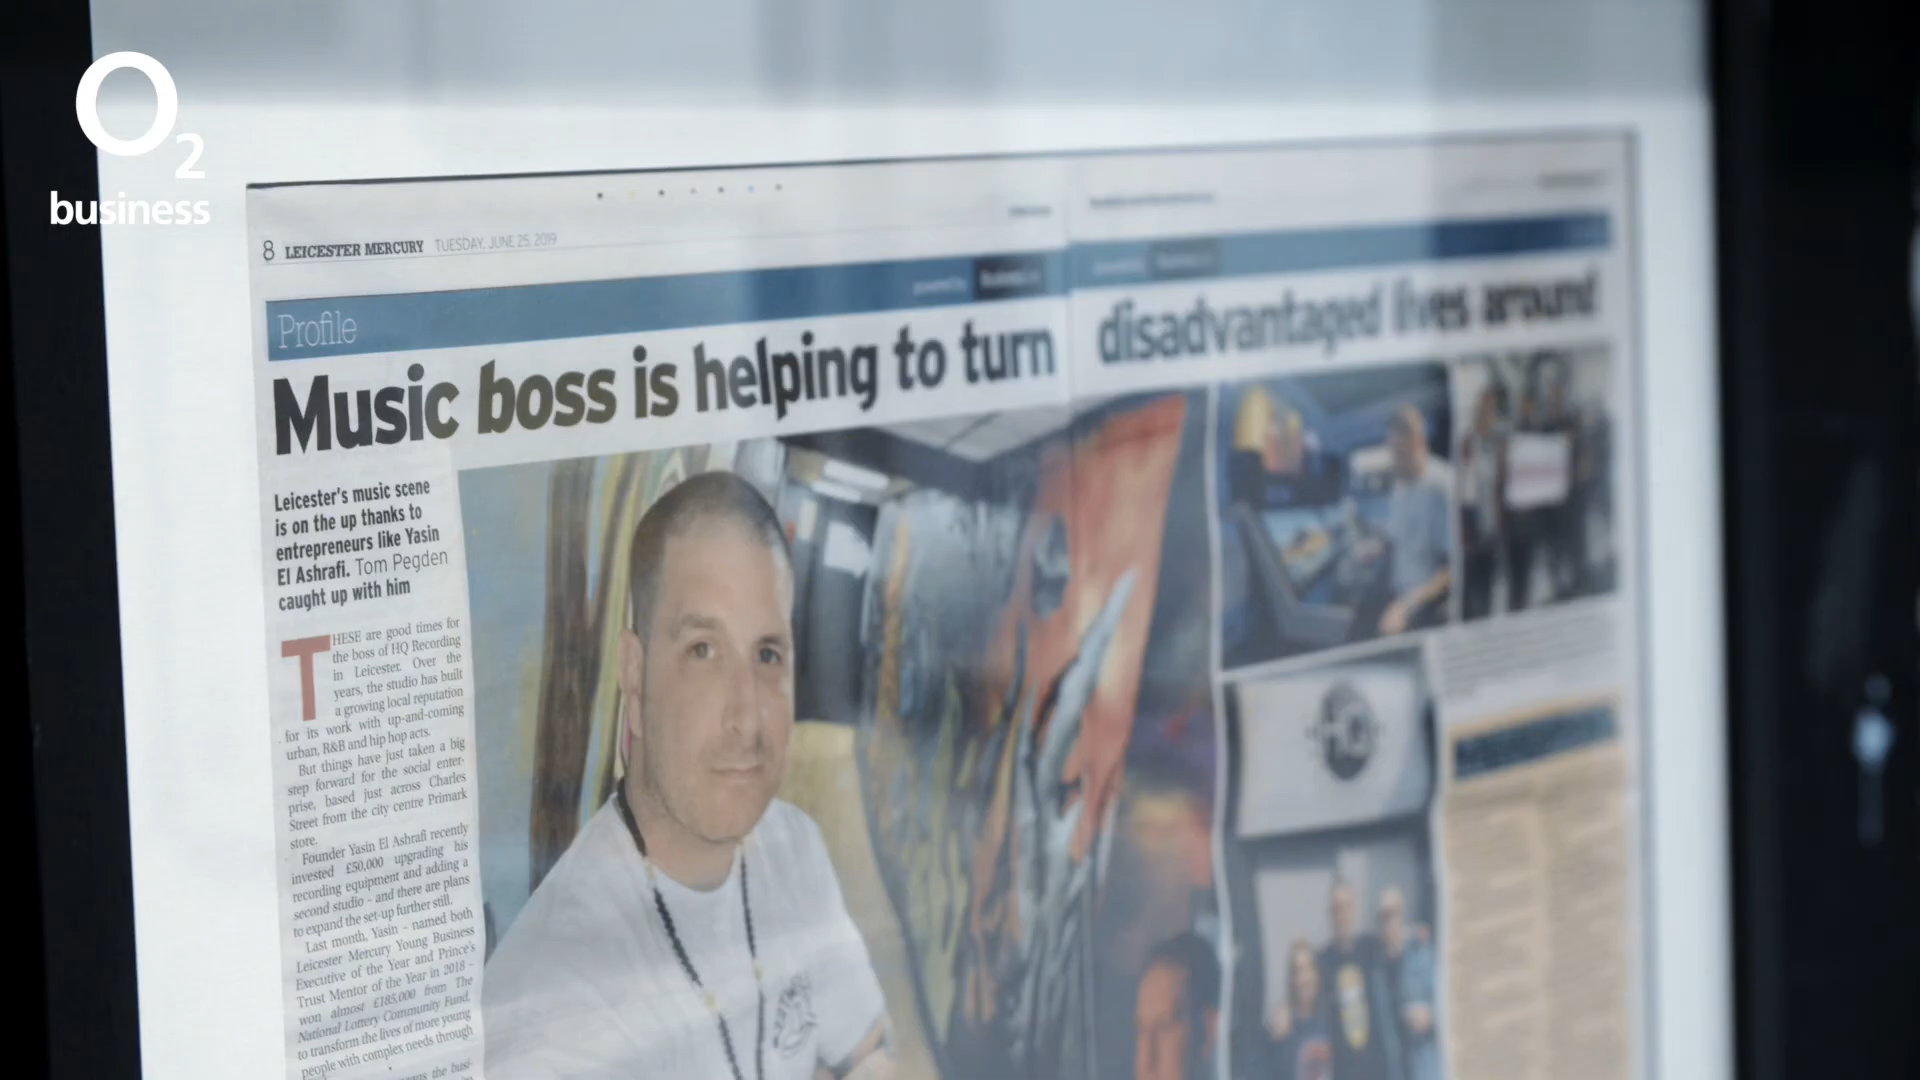 O2
business
8 LEICESTER MERCURY TUESDAY, JUNE 25, 2019
Profile
Music boss is helping to turn disadvantaged lives around
Leicester's music scene
is on the up thanks to
entrepreneurs like Yasin
El Ashrafi. Tom Pegden
caught up with him
THESE are good times for
the boss of HQ Recording
in Leicester. Over the
years, the studio has built
a growing local reputation
for its work with up-and-coming
urban, R&B and hip hop acts.
But things have just taken a big
step forward for the social enter-
prise, based just across Charles
Street from the city centre Primark
store.
Founder Yasin El Ashrafi recently
invested £50,000 upgrading his
recording equipment and adding a
second studio - and there are plans
to expand the set-up further still.
Last month, Yasin - named both
Leicester Mercury Young Business
Executive of the Year and Prince's
Trust Mentor of the Year in 2018 -
won almost £185,000 from The
National Lottery Community Fund,
to transform the lives of more young
people with complex needs through
HQ